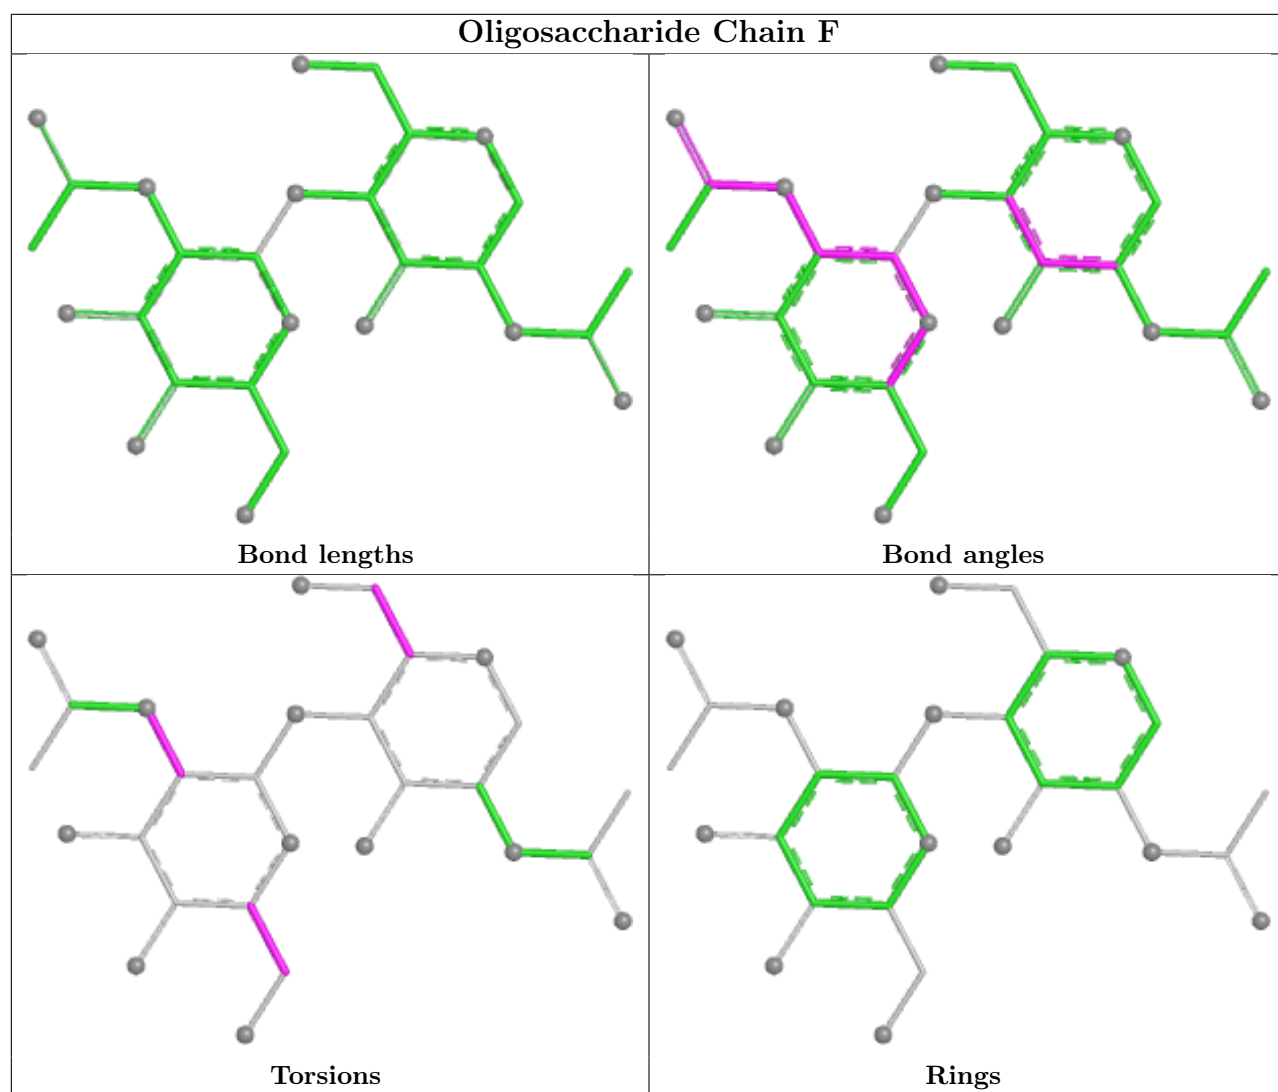 Oligosaccharide Chain F
Bond lengths
Bond angles
Torsions
Rings